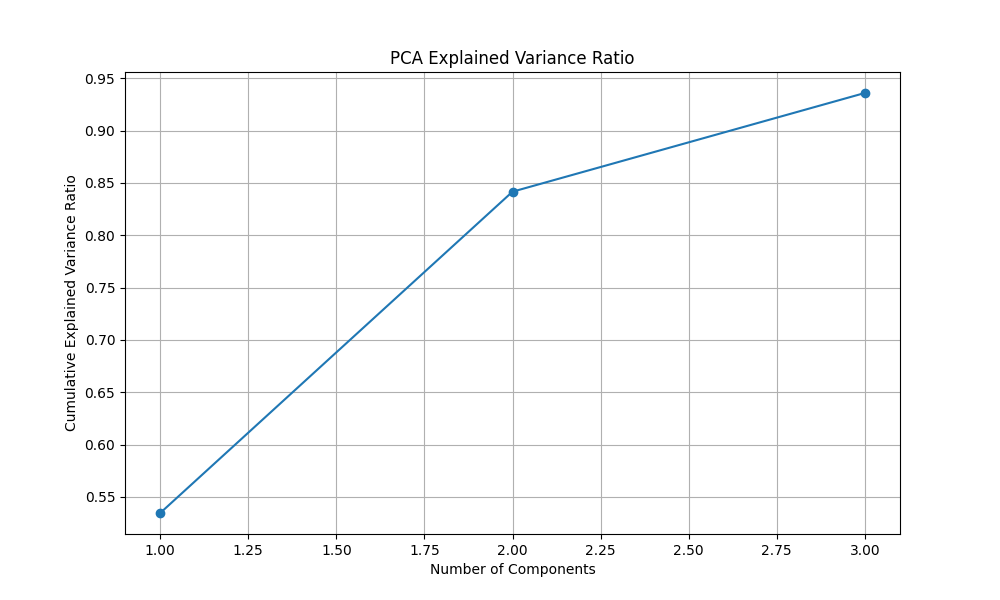 PCA Explained Variance Ratio
Cumulative Explained Variance Ratio
0.95
0.90
0.85
0.80
0.75
0.70
0.65
0.60
0.55
1.00 1.25 1.50 1.75 2.00 2.25 2.50 2.75 3.00
Number of Components